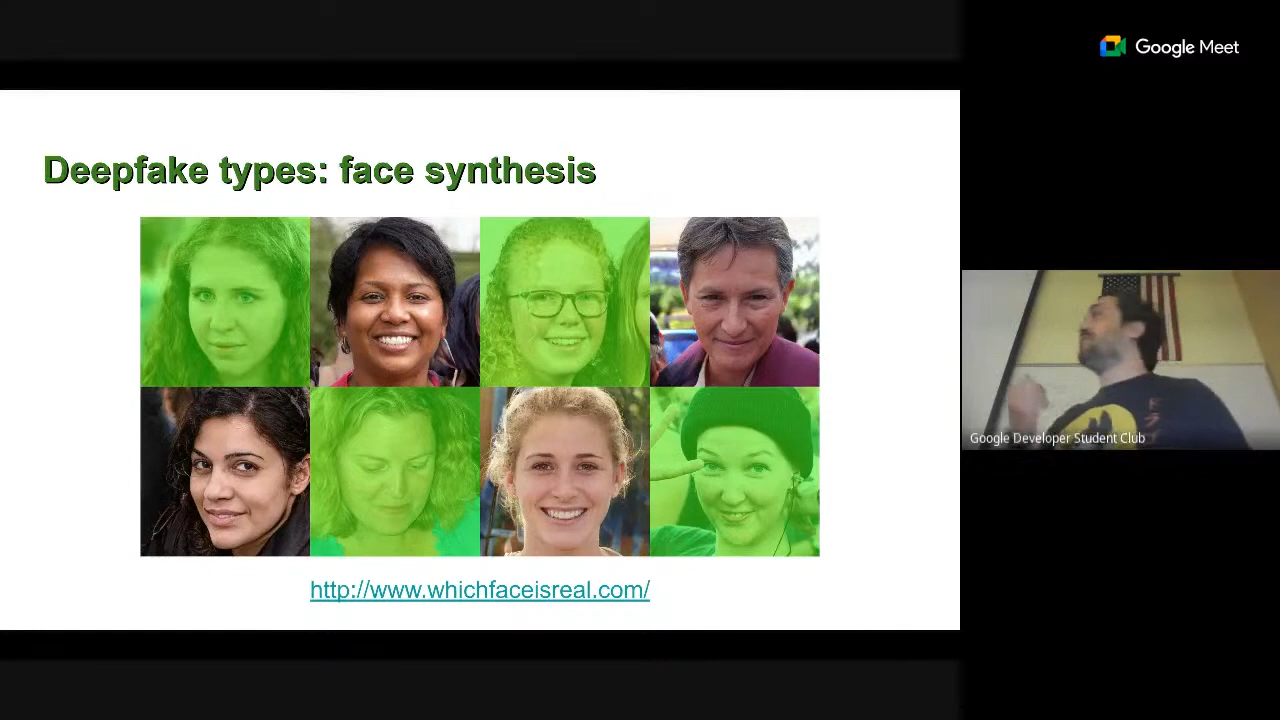 Google Meet
Deepfake types: face synthesis
Google Developer Student Club
http://www.whichfaceisreal.com/